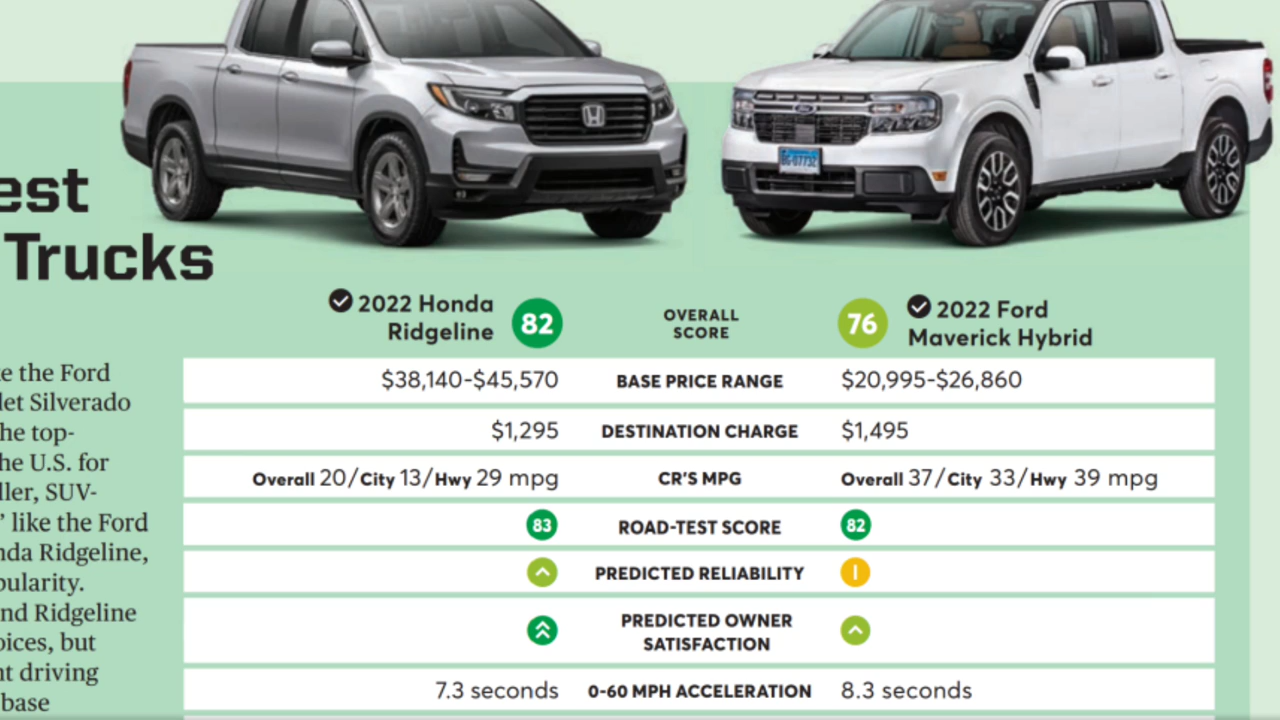 est
Trucks
2022 Honda
Ridgeline
82
OVERALL
SCORE
76
2022 Ford
Maverick Hybrid
$38,140-$45,570 BASE PRICE RANGE $20,995-$26,860
$1,295 DESTINATION CHARGE $1,495
Overall 20/City 13/Hwy 29 mpg CR'S MPG Overall 37/City 33/Hwy 39 mpg
83 ROAD-TEST SCORE 82
PREDICTED RELIABILITY
PREDICTED OWNER
SATISFACTION
7.3 seconds 0-60 MPH ACCELERATION 8.3 seconds
e the Ford
let Silverado
he top-
he U.S. for
ller, SUV-
” like the Ford
nda Ridgeline,
pularity.
nd Ridgeline
oices, but
nt driving
base